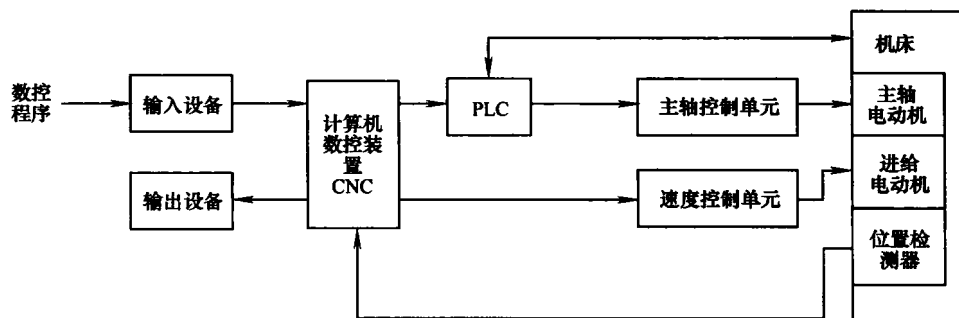 数控
程序
输入设备
输出设备
计算机
数控装
置
CNC
PLC
主轴控制单元
速度控制单元
机床
主轴
电动机
进给
电动机
位置检
测器